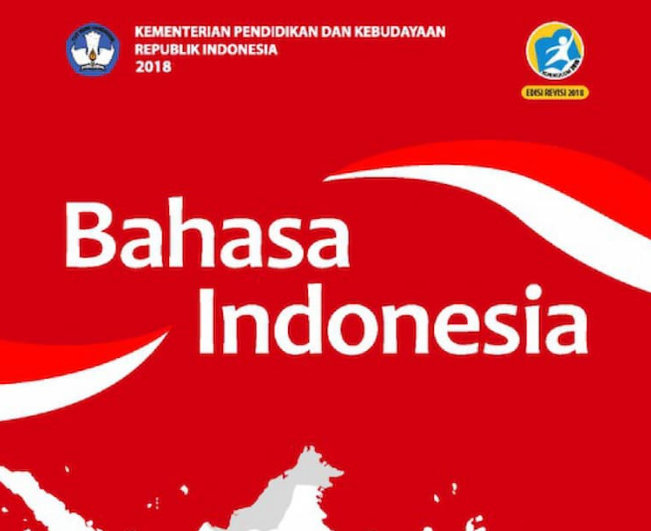 KEMENTERIAN PENDIDIKAN DAN KEBUDAYAAN
REPUBLIK INDONESIA
2018
EDISI REVISI 2018
Bahasa
Indonesia